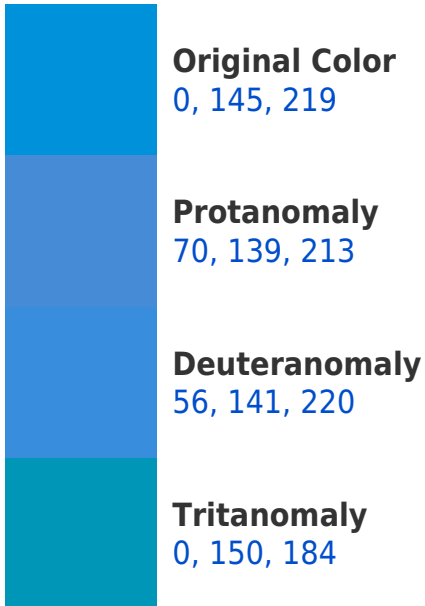 Original Color
0, 145, 219
Protanomaly
70, 139, 213
Deuteranomaly
56, 141, 220
Tritanomaly
0, 150, 184